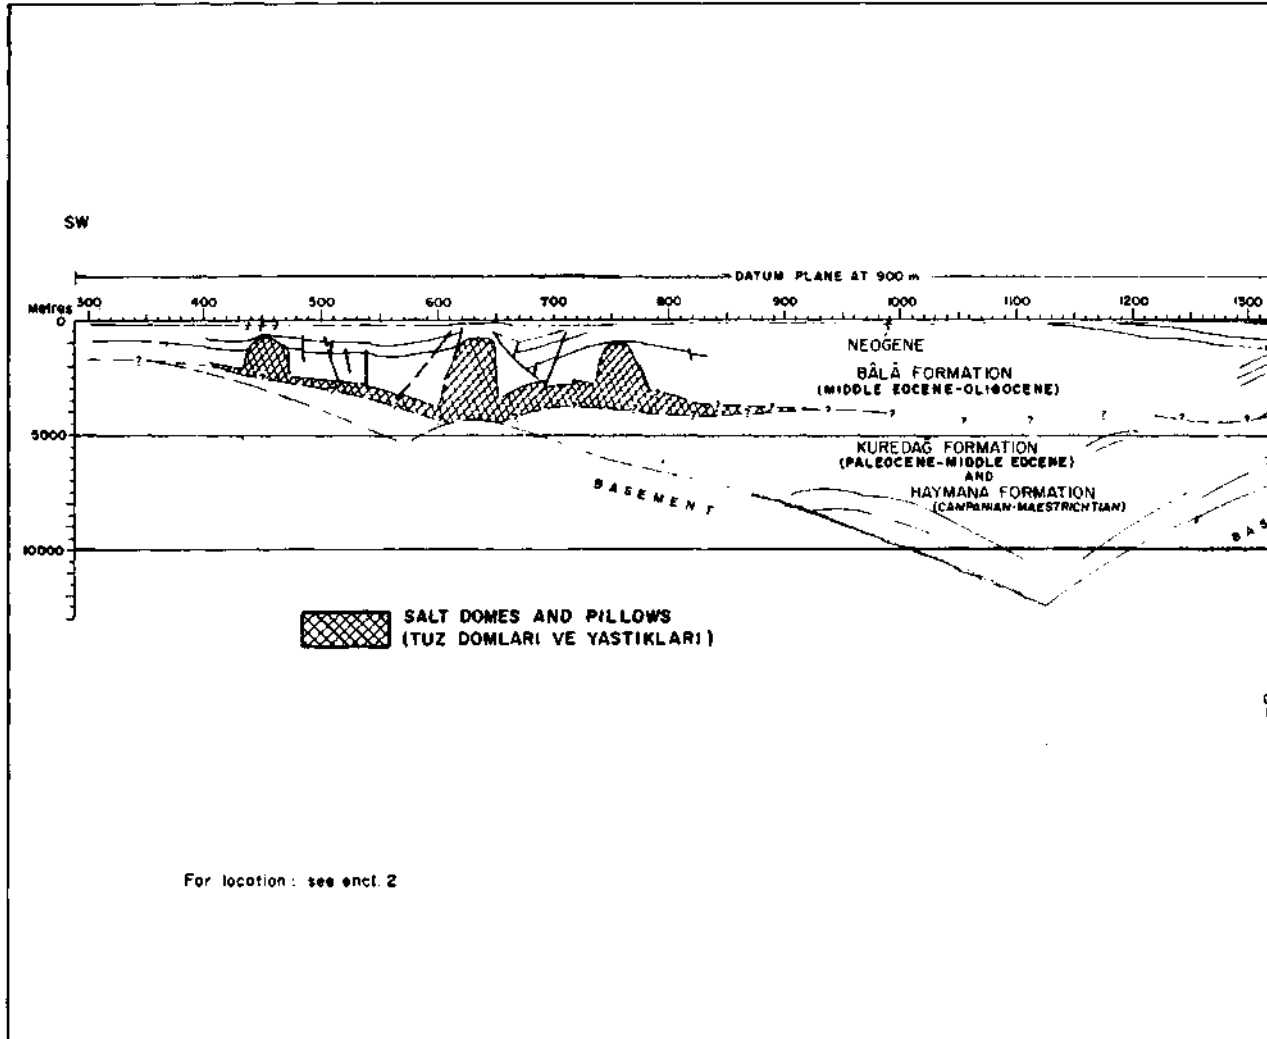 SW
DATUM PLANE AT 900 m
Metres 300 400 500 600 700 800 900 1000 1100 1200 1300
0
NEOGENE
BÂLÂ FORMATION
(MIDDLE EOCENE-OLIGOCENE)
5000
KUREDAĞ FORMATION
(PALEOCENE-MIDDLE EOCENE)
AND
BASEMENT
HAYMANA FORMATION
(CAMPANIAN-MAESTRICHTIAN)
BAS
10000
SALT DOMES AND PILLOWS
(TUZ DOMLARI VE YASTIKLARI)
For location: see encl. 2